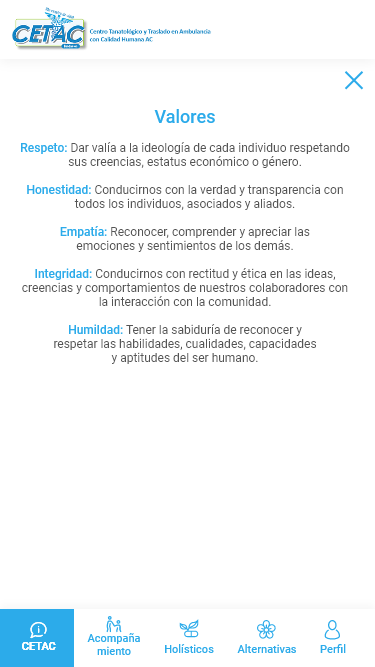 CETAC
Centro Tanatológico y Traslado en Ambulancia
con Calidad Humana AC
Valores
Respeto: Dar valía a la ideología de cada individuo respetando
sus creencias, estatus económico o género.
Honestidad: Conducirnos con la verdad y transparencia con
todos los individuos, asociados y aliados.
Empatía: Reconocer, comprender y apreciar las
emociones y sentimientos de los demás.
Integridad: Conducirnos con rectitud y ética en las ideas,
creencias y comportamientos de nuestros colaboradores con
la interacción con la comunidad.
Humildad: Tener la sabiduría de reconocer y
respetar las habilidades, cualidades, capacidades
y aptitudes del ser humano.
CETAC
Acompaña
miento
Holísticos
Alternativas
Perfil